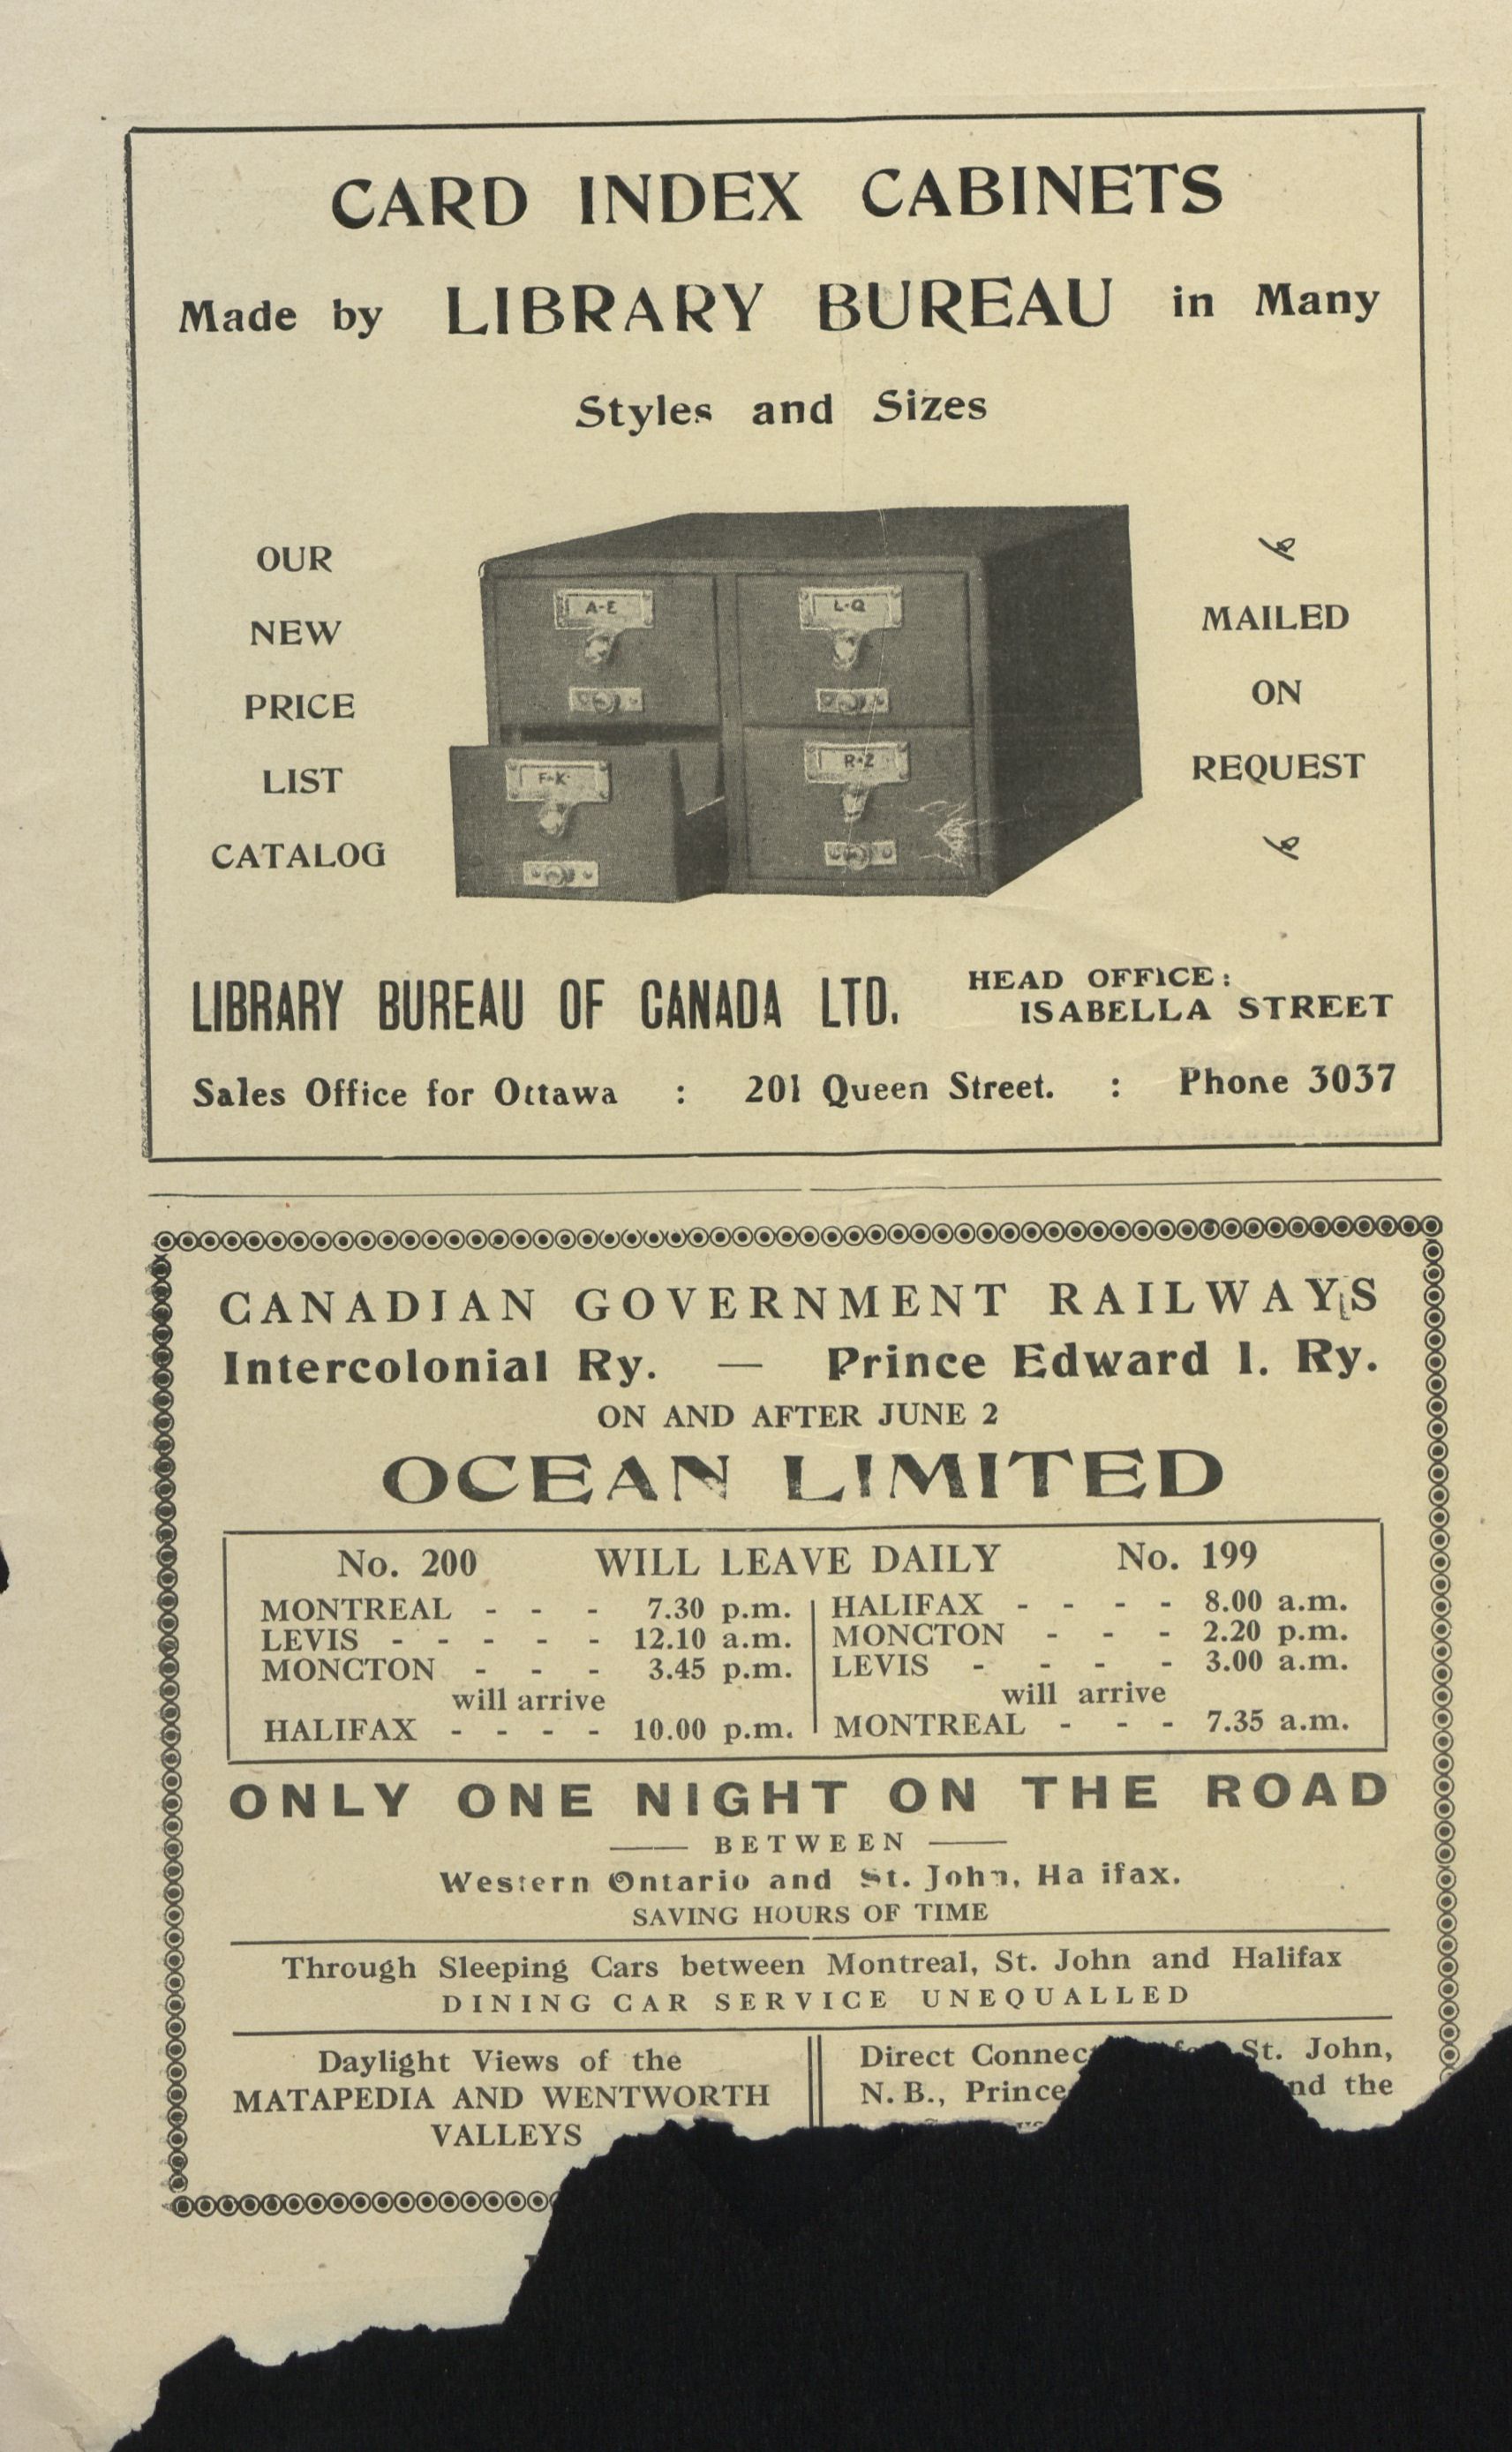 CARD INDEX CABINETS
Made by LIBRARY BUREAU in Many
Styles and Sizes
OUR
NEW
PRICE
LIST
CATALOG
A-E
L-Q
F-K
R-Z
MAILED
ON
REQUEST
LIBRARY BUREAU OF CANADA LTD.
HEAD OFFICE:
ISABELLA STREET
Sales Office for Ottawa : 201 Queen Street. : Phone 3037
CANADIAN GOVERNMENT RAILWAYS
Intercolonial Ry. — Prince Edward I. Ry.
ON AND AFTER JUNE 2
OCEAN LIMITED
No. 200 WILL LEAVE DAILY No. 199
MONTREAL - - - 7.30 p.m.
LEVIS - - - - - 12.10 a.m.
MONCTON - - - 3.45 p.m.
will arrive
HALIFAX - - - - 10.00 p.m.
HALIFAX - - - - 8.00 a.m.
MONCTON - - - 2.20 p.m.
LEVIS - - - - 3.00 a.m.
will arrive
MONTREAL - - - 7.35 a.m.
ONLY ONE NIGHT ON THE ROAD
BETWEEN
Western Ontario and St. John, Ha ifax.
SAVING HOURS OF TIME
Through Sleeping Cars between Montreal, St. John and Halifax
DINING CAR SERVICE UNEQUALLED
Daylight Views of the
MATAPEDIA AND WENTWORTH
VALLEYS
Direct St. John,
N. B., Prince the